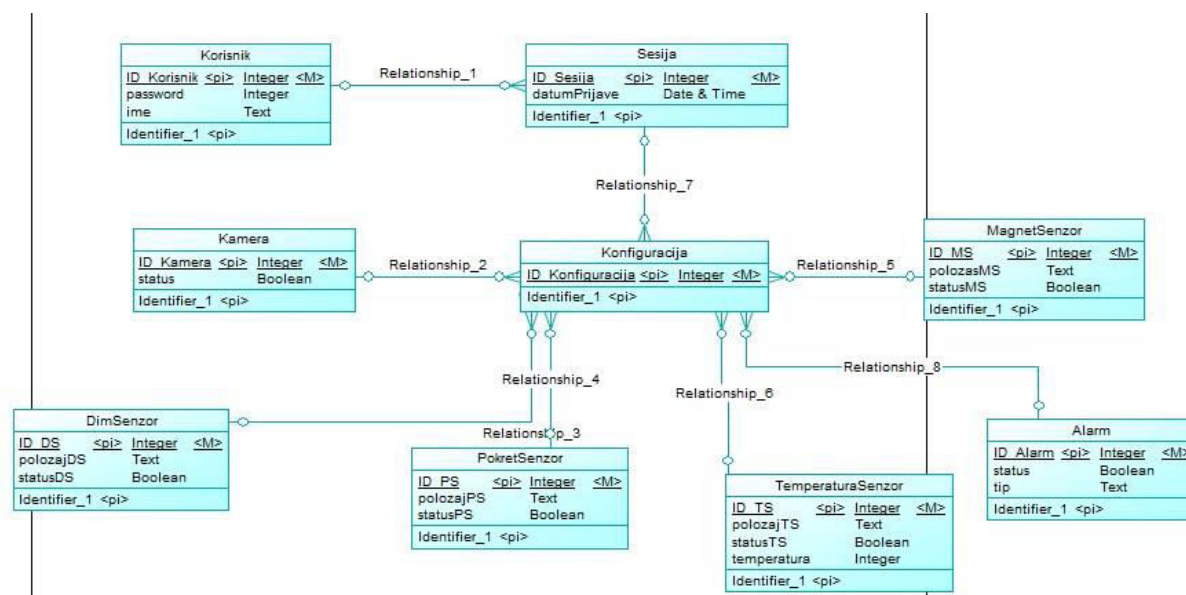 Korisnik
ID_Korisnik <pi> Integer <M>
password Integer
ime Text
Identifier_1 <pi>
Relationship_1
Sesija
ID_Sesija <pi> Integer <M>
datumPrijave Date & Time
Identifier_1 <pi>
Relationship_7
Kamera
ID_Kamera <pi> Integer <M>
status Boolean
Identifier_1 <pi>
Relationship_2
Konfiguracija
ID_Konfiguracija <pi> Integer <M>
Identifier_1 <pi>
Relationship_5
MagnetSenzor
ID_MS <pi> Integer <M>
polozasMS Text
statusMS Boolean
Identifier_1 <pi>
Relationship_4
Relationship_6
Relationship_8
DimSenzor
ID_DS <pi> Integer <M>
polozajDS Text
statusDS Boolean
Identifier_1 <pi>
Relationship_3
PokretSenzor
ID_PS <pi> Integer <M>
polozajPS Text
statusPS Boolean
Identifier_1 <pi>
TemperaturaSenzor
ID_TS <pi> Integer <M>
polozajTS Text
statusTS Boolean
temperatura Integer
Identifier_1 <pi>
Alarm
ID_Alarm <pi> Integer <M>
status Boolean
tip Text
Identifier_1 <pi>